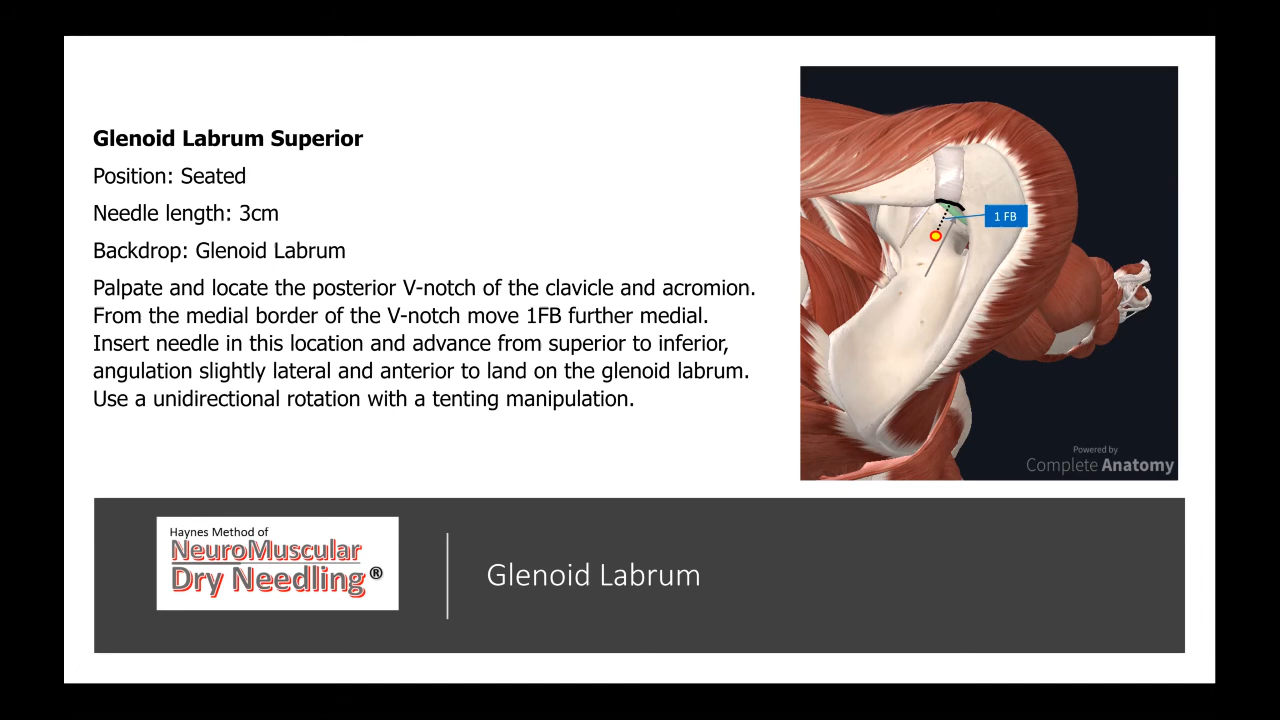 Glenoid Labrum Superior
Position: Seated
Needle length: 3cm
Backdrop: Glenoid Labrum
Palpate and locate the posterior V-notch of the clavicle and acromion.
From the medial border of the V-notch move 1FB further medial.
Insert needle in this location and advance from superior to inferior,
angulation slightly lateral and anterior to land on the glenoid labrum.
Use a unidirectional rotation with a tenting manipulation.
1 FB
Powered by
Complete Anatomy
Haynes Method of
NeuroMuscular
Dry Needling®
Glenoid Labrum